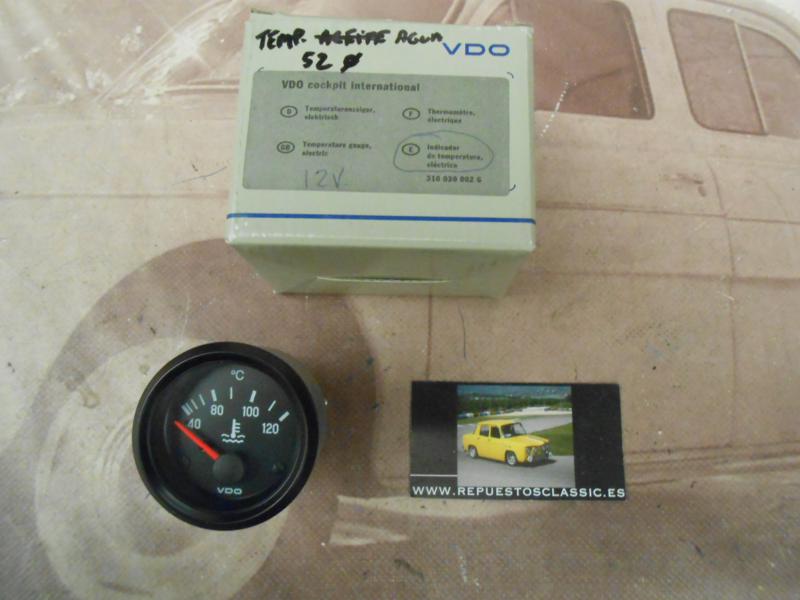 TEMP. ACEITE AGUA
52 ø
VDO
VDO cockpit international
D Temperaturanzeiger, elektrisch
F Thermomètre, électrique
GB Temperature gauge, electric
E Indicador de temperatura, eléctrico
12V.
310 030 002 G
°C
40 80 100 120
VDO
WWW.REPUESTOSCLASSIC.ES